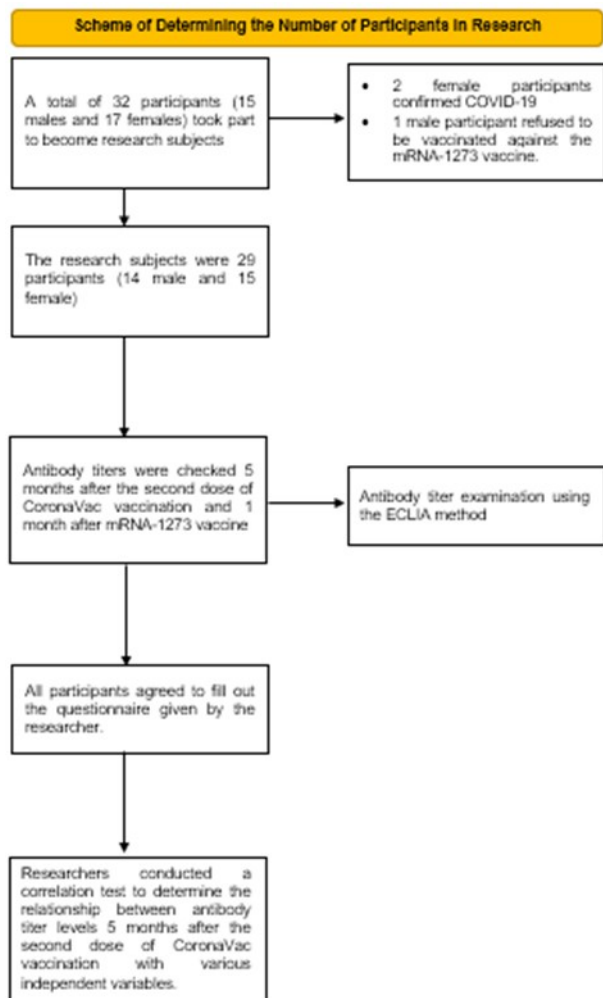 Scheme of Determining the Number of Participants in Research
A total of 32 participants (15
males and 17 females) took part
to become research subjects
• 2 female participants
confirmed COVID-19
• 1 male participant refused to
be vaccinated against the
mRNA-1273 vaccine.
The research subjects were 29
participants (14 male and 15
female)
Antibody titers were checked 5
months after the second dose of
CoronaVac vaccination and 1
month after mRNA-1273 vaccine
Antibody titer examination using
the ECLIA method
All participants agreed to fill out
the questionnaire given by the
researcher.
Researchers conducted a
correlation test to determine the
relationship between antibody
titer levels 5 months after the
second dose of CoronaVac
vaccination with various
independent variables.